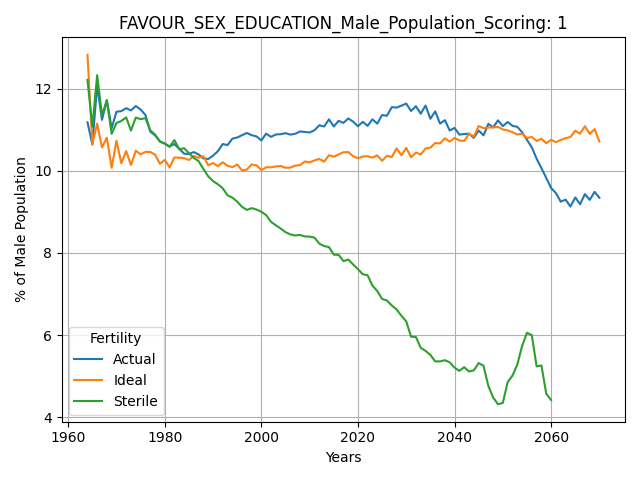 FAVOUR_SEX_EDUCATION_Male_Population_Scoring: 1
% of Male Population
12
10
8
6
4
Fertility
Actual
Ideal
Sterile
1960 1980 2000 2020 2040 2060
Years